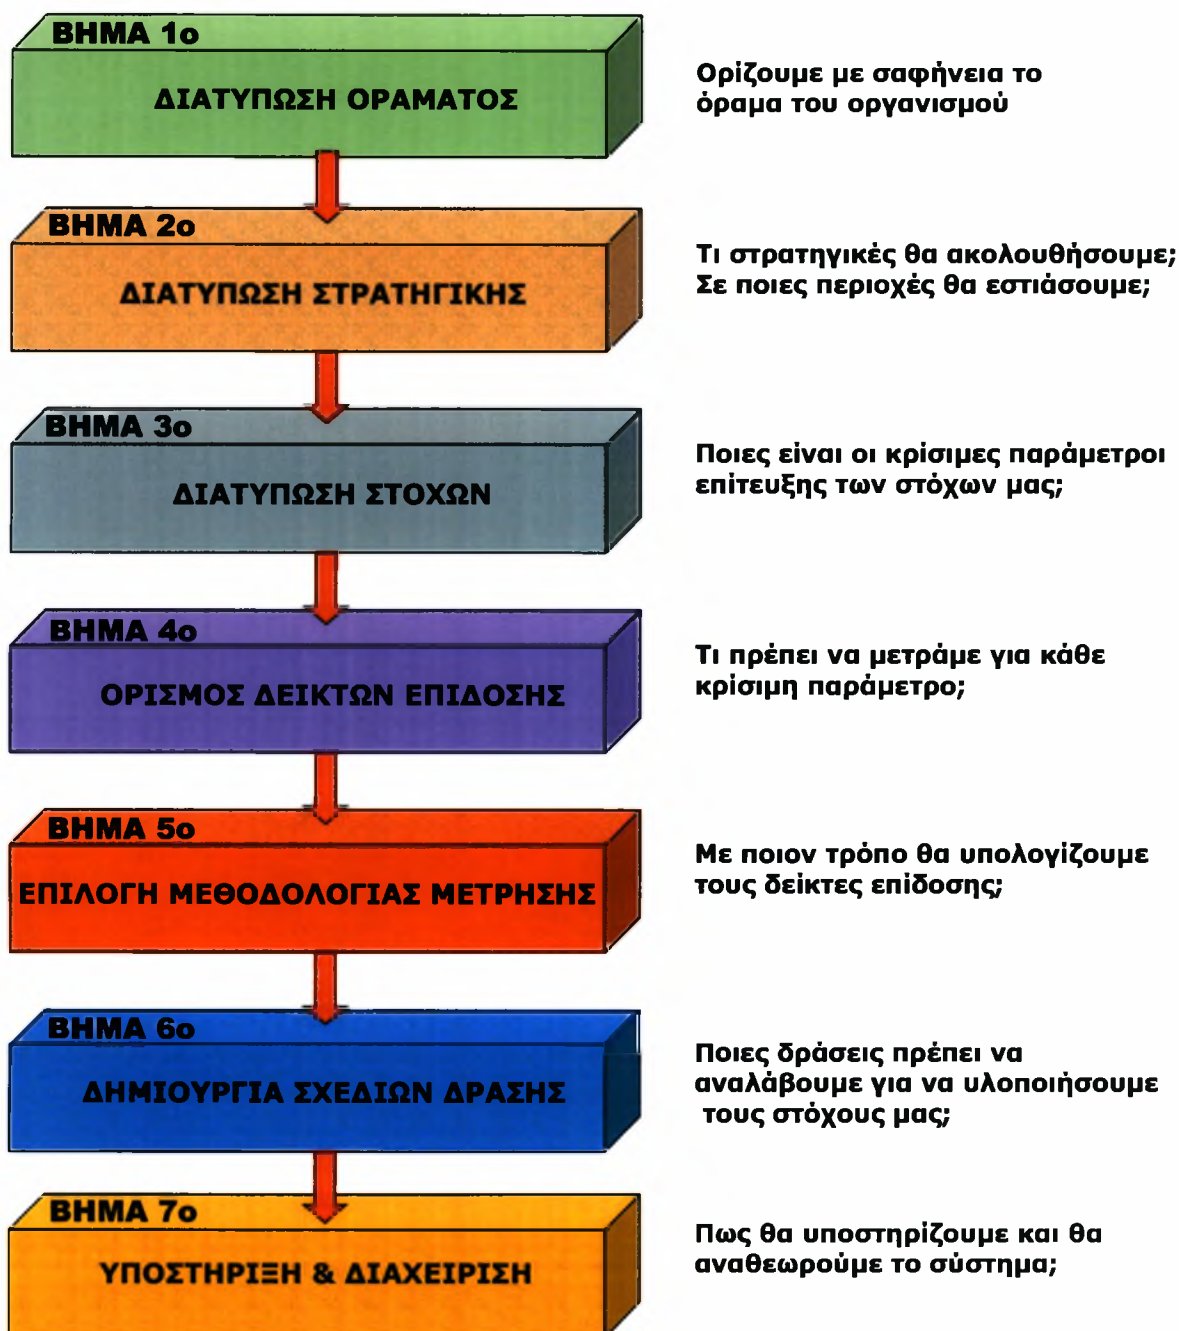 ΒΗΜΑ 1ο
ΔΙΑΤΥΠΩΣΗ ΟΡΑΜΑΤΟΣ
Ορίζουμε με σαφήνεια το
όραμα του οργανισμού
ΒΗΜΑ 2ο
ΔΙΑΤΥΠΩΣΗ ΣΤΡΑΤΗΓΙΚΗΣ
Τι στρατηγικές θα ακολουθήσουμε;
Σε ποιες περιοχές θα εστιάσουμε;
ΒΗΜΑ 3ο
ΔΙΑΤΥΠΩΣΗ ΣΤΟΧΩΝ
Ποιες είναι οι κρίσιμες παράμετροι
επίτευξης των στόχων μας;
ΒΗΜΑ 4ο
ΟΡΙΣΜΟΣ ΔΕΙΚΤΩΝ ΕΠΙΔΟΣΗΣ
Τι πρέπει να μετράμε για κάθε
κρίσιμη παράμετρο;
ΒΗΜΑ 5ο
ΕΠΙΛΟΓΗ ΜΕΘΟΔΟΛΟΓΙΑΣ ΜΕΤΡΗΣΗΣ
Με ποιον τρόπο θα υπολογίζουμε
τους δείκτες επίδοσης;
ΒΗΜΑ 6ο
ΔΗΜΙΟΥΡΓΙΑ ΣΧΕΔΙΩΝ ΔΡΑΣΗΣ
Ποιες δράσεις πρέπει να
αναλάβουμε για να υλοποιήσουμε
τους στόχους μας;
ΒΗΜΑ 7ο
ΥΠΟΣΤΗΡΙΞΗ & ΔΙΑΧΕΙΡΙΣΗ
Πως θα υποστηρίζουμε και θα
αναθεωρούμε το σύστημα;